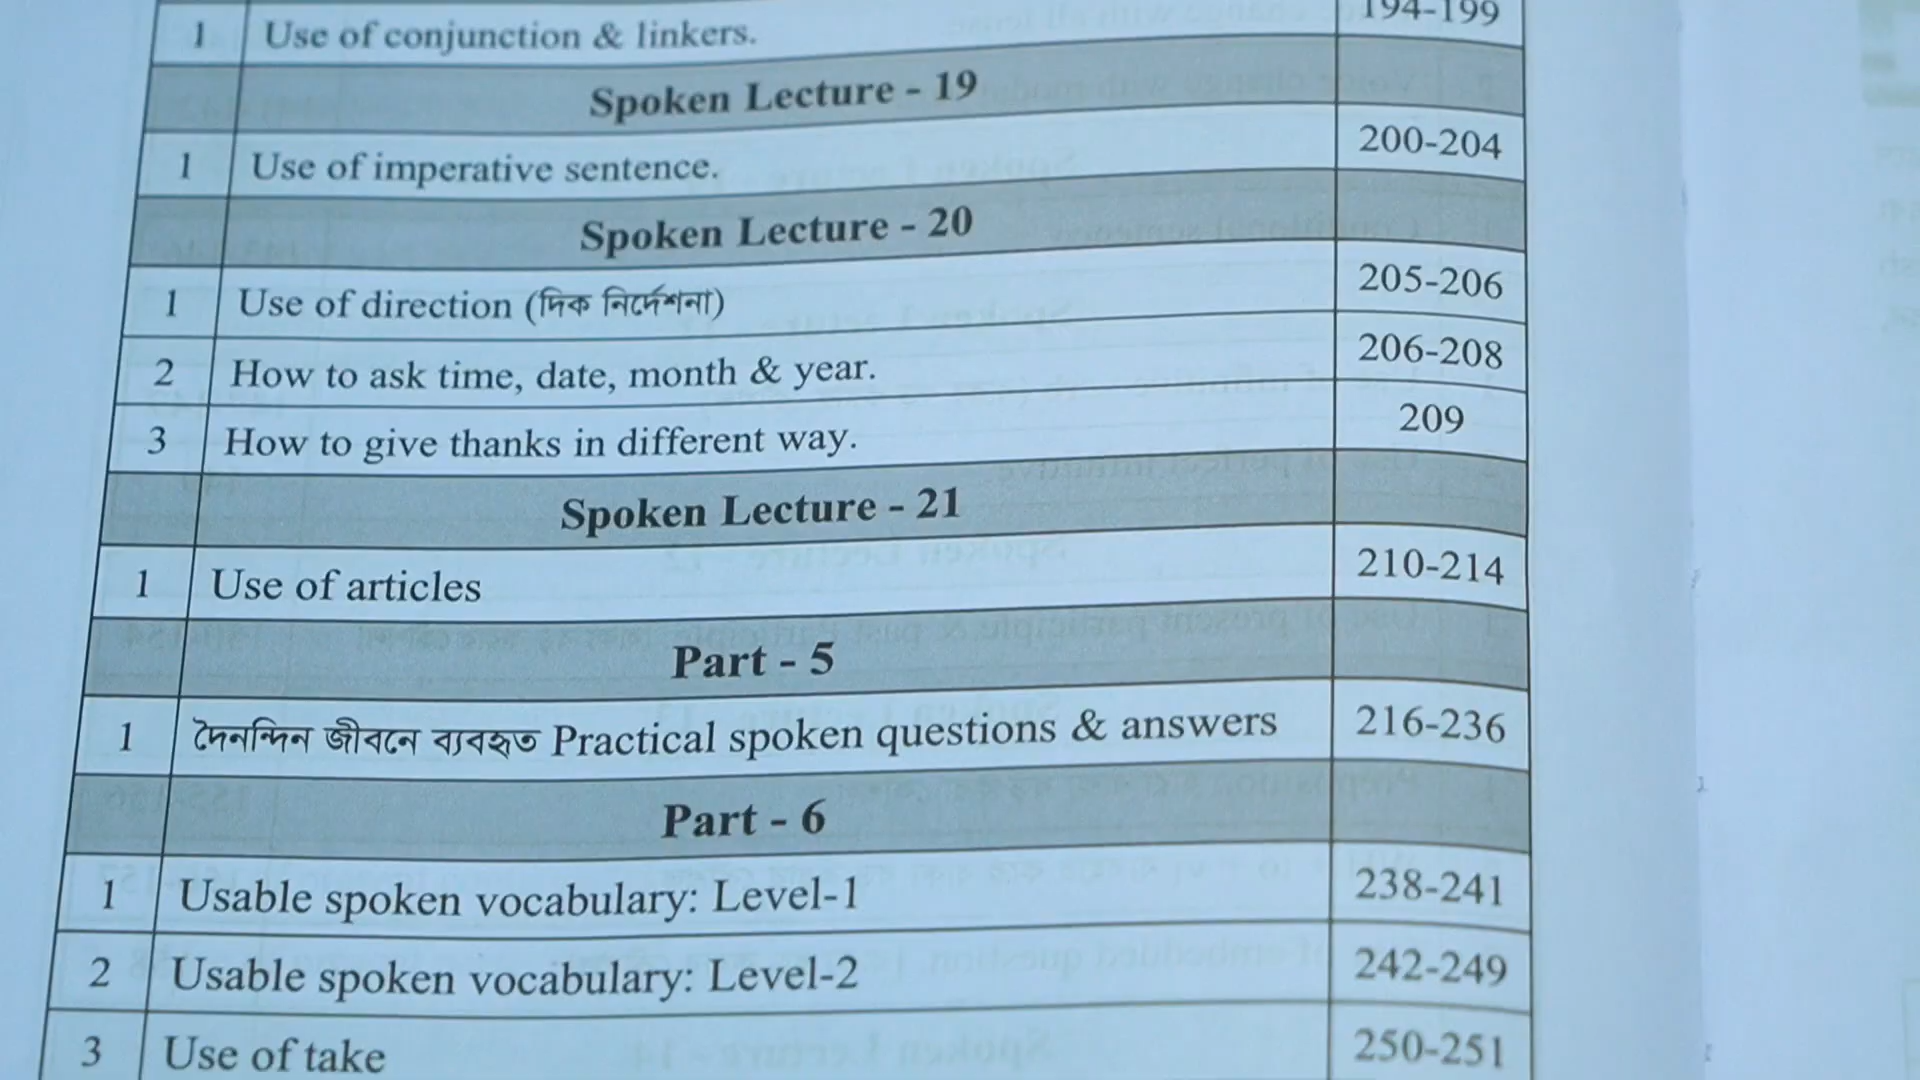 1 Use of conjunction & linkers. 194-199
Spoken Lecture - 19
1 Use of imperative sentence. 200-204
Spoken Lecture - 20
1 Use of direction (দিক নির্দেশনা) 205-206
2 How to ask time, date, month & year. 206-208
3 How to give thanks in different way. 209
Spoken Lecture - 21
1 Use of articles 210-214
Part - 5
1 দৈনন্দিন জীবনে ব্যবহৃত Practical spoken questions & answers 216-236
Part - 6
1 Usable spoken vocabulary: Level-1 238-241
2 Usable spoken vocabulary: Level-2 242-249
3 Use of take 250-251